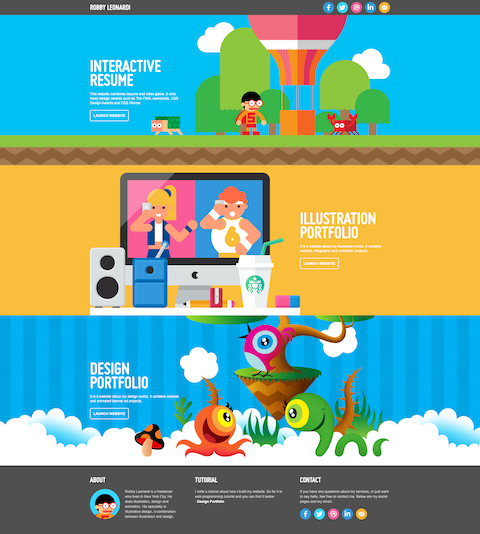 ROBBY LEONARDI
INTERACTIVE
RESUME
This website combines resume and video game. It won
many design awards such as The FWA, Awwwards, CSS
Design Awards and CSS Winner.
LAUNCH WEBSITE
ILLUSTRATION
PORTFOLIO
It is a website about my illustration works. It contains
vectors, infographic and animation projects.
LAUNCH WEBSITE
DESIGN
PORTFOLIO
It is a website about my design works. It contains website
and animated banner ad projects.
LAUNCH WEBSITE
ABOUT
Robby Leonardi is a freelancer
who lives in New York City. He
does illustration, design and
animation. His specialty is
illustrative design, a combination
between illustration and design.
TUTORIAL
I wrote a tutorial about how I build my website. So far it is
web programming tutorial and you can find it below:
- Design Portfolio
CONTACT
If you have any questions about my services, or just want
to say hello, feel free to contact me. Below are my social
pages and my email: